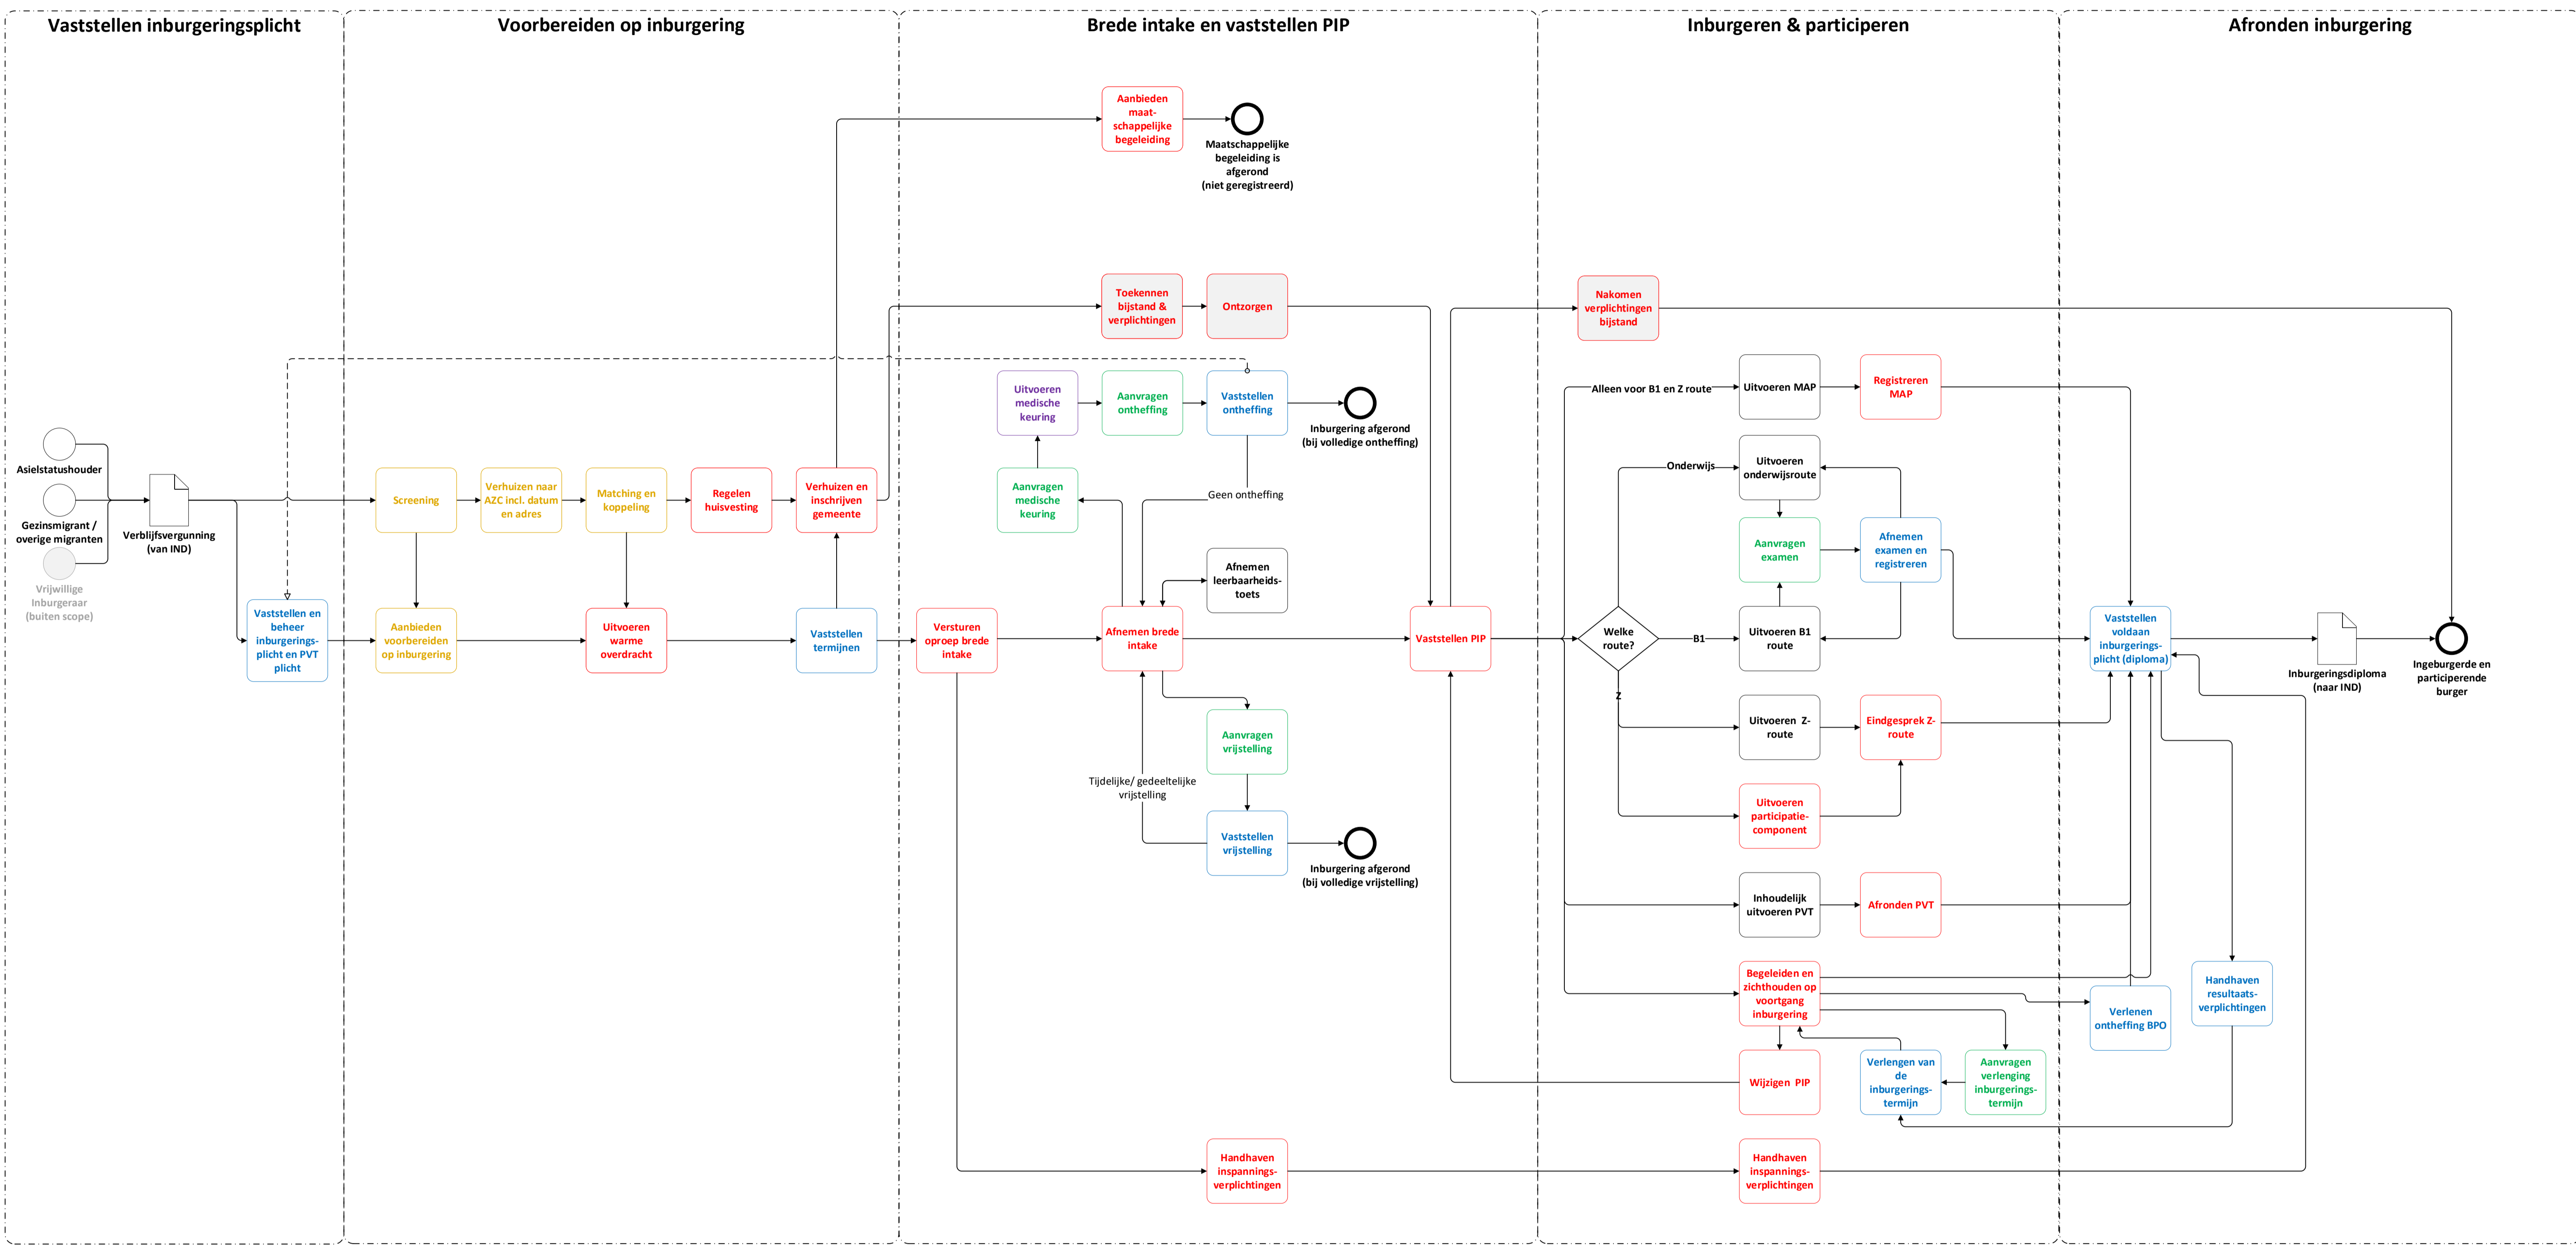 Vaststellen inburgeringsplicht
Voorbereiden op inburgering
Brede intake en vaststellen PIP
Inburgeren & participeren
Afronden inburgering
Asielstatushouder
Gezinsmigrant /
overige migranten
Vrijwillige
Inburgeraar
(buiten scope)
Verblijfsvergunning
(van IND)
Vaststellen en
beheer
inburgerings-
plicht en PVT
plicht
Screening
Verhuizen naar
AZC incl. datum
en adres
Matching en
koppeling
Regelen
huisvesting
Verhuizen en
inschrijven
gemeente
Aanbieden
voorbereiden
op inburgering
Uitvoeren
warme
overdracht
Vaststellen
termijnen
Aanbieden
maat-
schappelijke
begeleiding
Maatschappelijke
begeleiding is
afgerond
(niet geregistreerd)
Toekennen
bijstand &
verplichtingen
Ontzorgen
Uitvoeren
medische
keuring
Aanvragen
ontheffing
Vaststellen
ontheffing
Inburgering afgerond
(bij volledige ontheffing)
Aanvragen
medische
keuring
Geen ontheffing
Afnemen
leerbaarheids-
toets
Versturen
oproep brede
intake
Afnemen brede
intake
Vaststellen PIP
Aanvragen
vrijstelling
Tijdelijke/ gedeeltelijke
vrijstelling
Vaststellen
vrijstelling
Inburgering afgerond
(bij volledige vrijstelling)
Handhaven
inspannings-
verplichtingen
Nakomen
verplichtingen
bijstand
Alleen voor B1 en Z route
Uitvoeren MAP
Registreren
MAP
Onderwijs
Uitvoeren
onderwijsroute
Aanvragen
examen
Afnemen
examen en
registreren
Welke
route?
B1
Uitvoeren B1
route
Z
Uitvoeren  Z-
route
Eindgesprek Z-
route
Uitvoeren
participatie-
component
Inhoudelijk
uitvoeren PVT
Afronden PVT
Begeleiden en
zichthouden op
voortgang
inburgering
Wijzigen  PIP
Verlengen van
de
inburgerings-
termijn
Aanvragen
verlenging
inburgerings-
termijn
Handhaven
inspannings-
verplichtingen
Vaststellen
voldaan
inburgerings-
plicht (diploma)
Inburgeringsdiploma
(naar IND)
Ingeburgerde en
participerende
burger
Verlenen
ontheffing BPO
Handhaven
resultaats-
verplichtingen